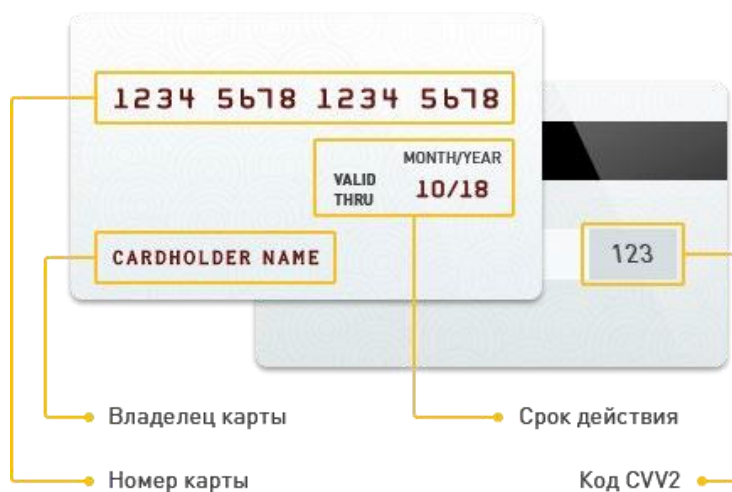 1234 5678 1234 5678
MONTH/YEAR
VALID THRU 10/18
CARDHOLDER NAME
123
Владелец карты
Срок действия
Номер карты
Код CVV2